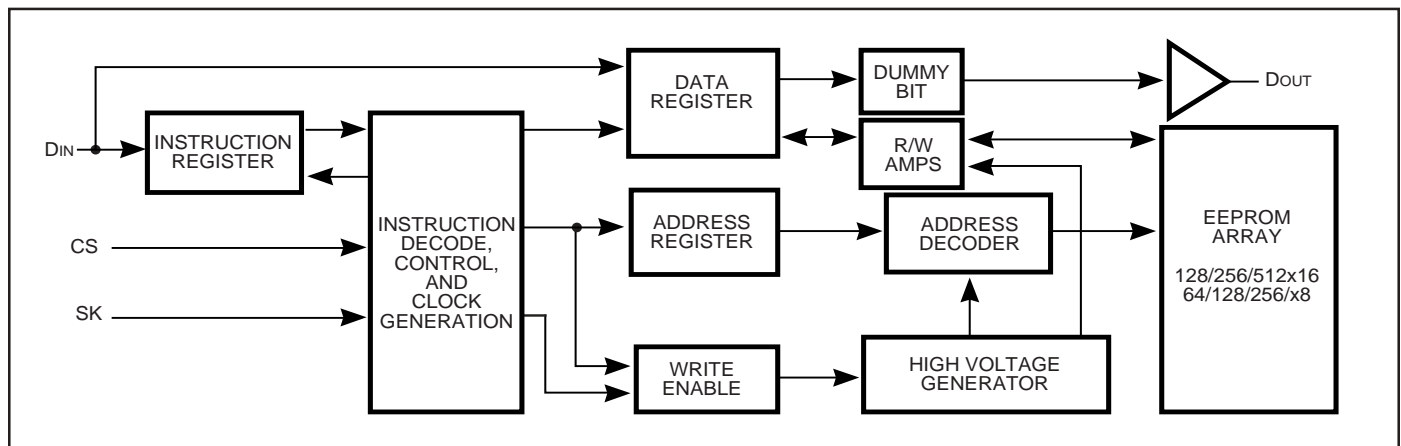 DIN
INSTRUCTION
REGISTER
CS
SK
INSTRUCTION
DECODE,
CONTROL,
AND
CLOCK
GENERATION
DATA
REGISTER
DUMMY
BIT
DOUT
R/W
AMPS
ADDRESS
REGISTER
ADDRESS
DECODER
WRITE
ENABLE
HIGH VOLTAGE
GENERATOR
EEPROM
ARRAY
128/256/512x16
64/128/256/x8